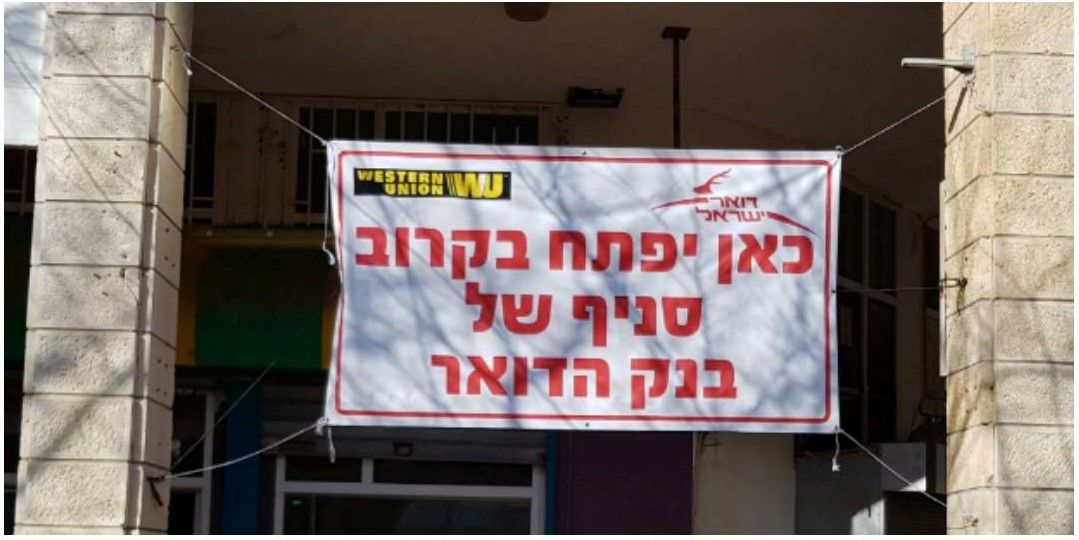 WESTERN
UNION WU
דואר
ישראל
כאן יפתח בקרוב
סניף של
בנק הדואר